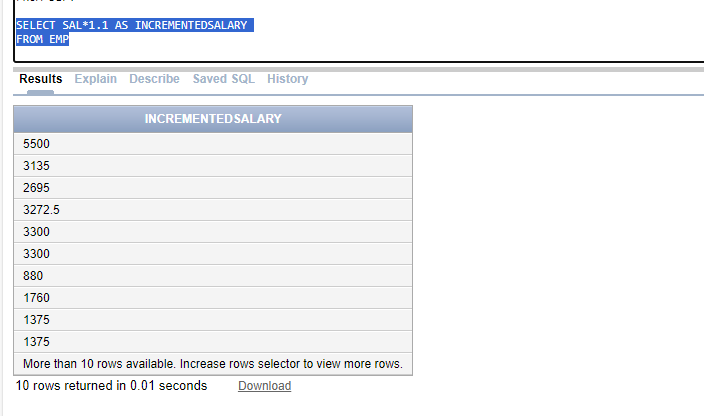 SELECT SAL*1.1 AS INCREMENTEDSALARY
FROM EMP
Results Explain Describe Saved SQL History
INCREMENTEDSALARY
5500
3135
2695
3272.5
3300
3300
880
1760
1375
1375
More than 10 rows available. Increase rows selector to view more rows.
10 rows returned in 0.01 seconds Download